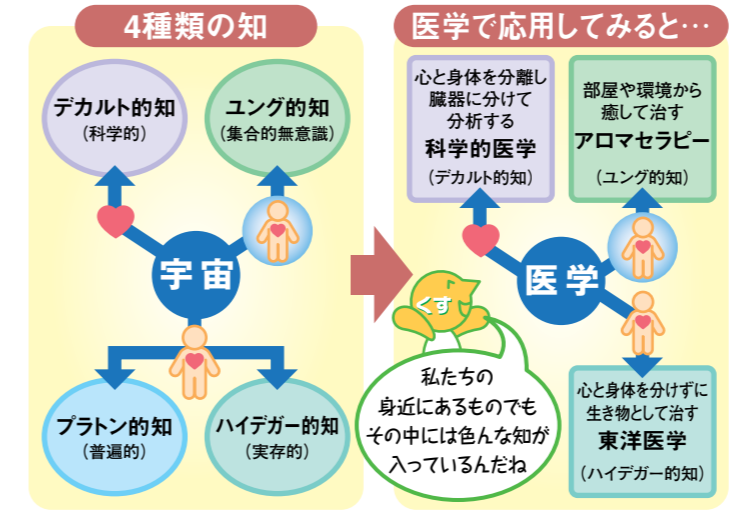 4種類の知
デカルト的知
（科学的）
ユング的知
（集合的無意識）
宇宙
プラトン的知
（普遍的）
ハイデガー的知
（実存的）
医学で応用してみると…
心と身体を分離し
臓器に分けて
分析する
科学的医学
（デカルト的知）
部屋や環境から
癒して治す
アロマセラピー
（ユング的知）
医学
くす
私たちの
身近にあるものでも
その中には色んな知が
入っているんだね
心と身体を分けずに
生き物として治す
東洋医学
（ハイデガー的知）